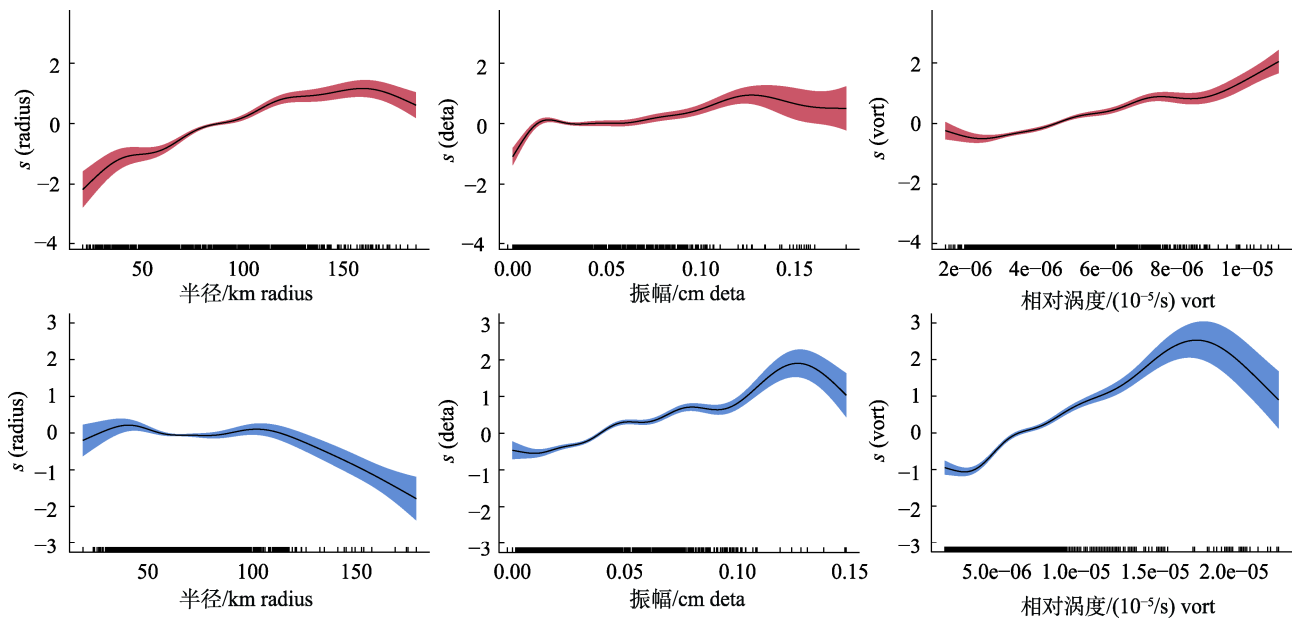 s (radius)
2
0
−2
−4
50
100
150
半径/km radius
s (deta)
2
0
−2
−4
0.00
0.05
0.10
0.15
振幅/cm deta
s (vort)
2
0
−2
−4
2e−06
4e−06
6e−06
8e−06
1e−05
相对涡度/(10⁻⁵/s) vort
s (radius)
3
2
1
0
−1
−2
−3
50
100
150
半径/km radius
s (deta)
3
2
1
0
−1
−2
−3
0.00
0.05
0.10
0.15
振幅/cm deta
s (vort)
3
2
1
0
−1
−2
−3
5.0e−06
1.0e−05
1.5e−05
2.0e−05
相对涡度/(10⁻⁵/s) vort